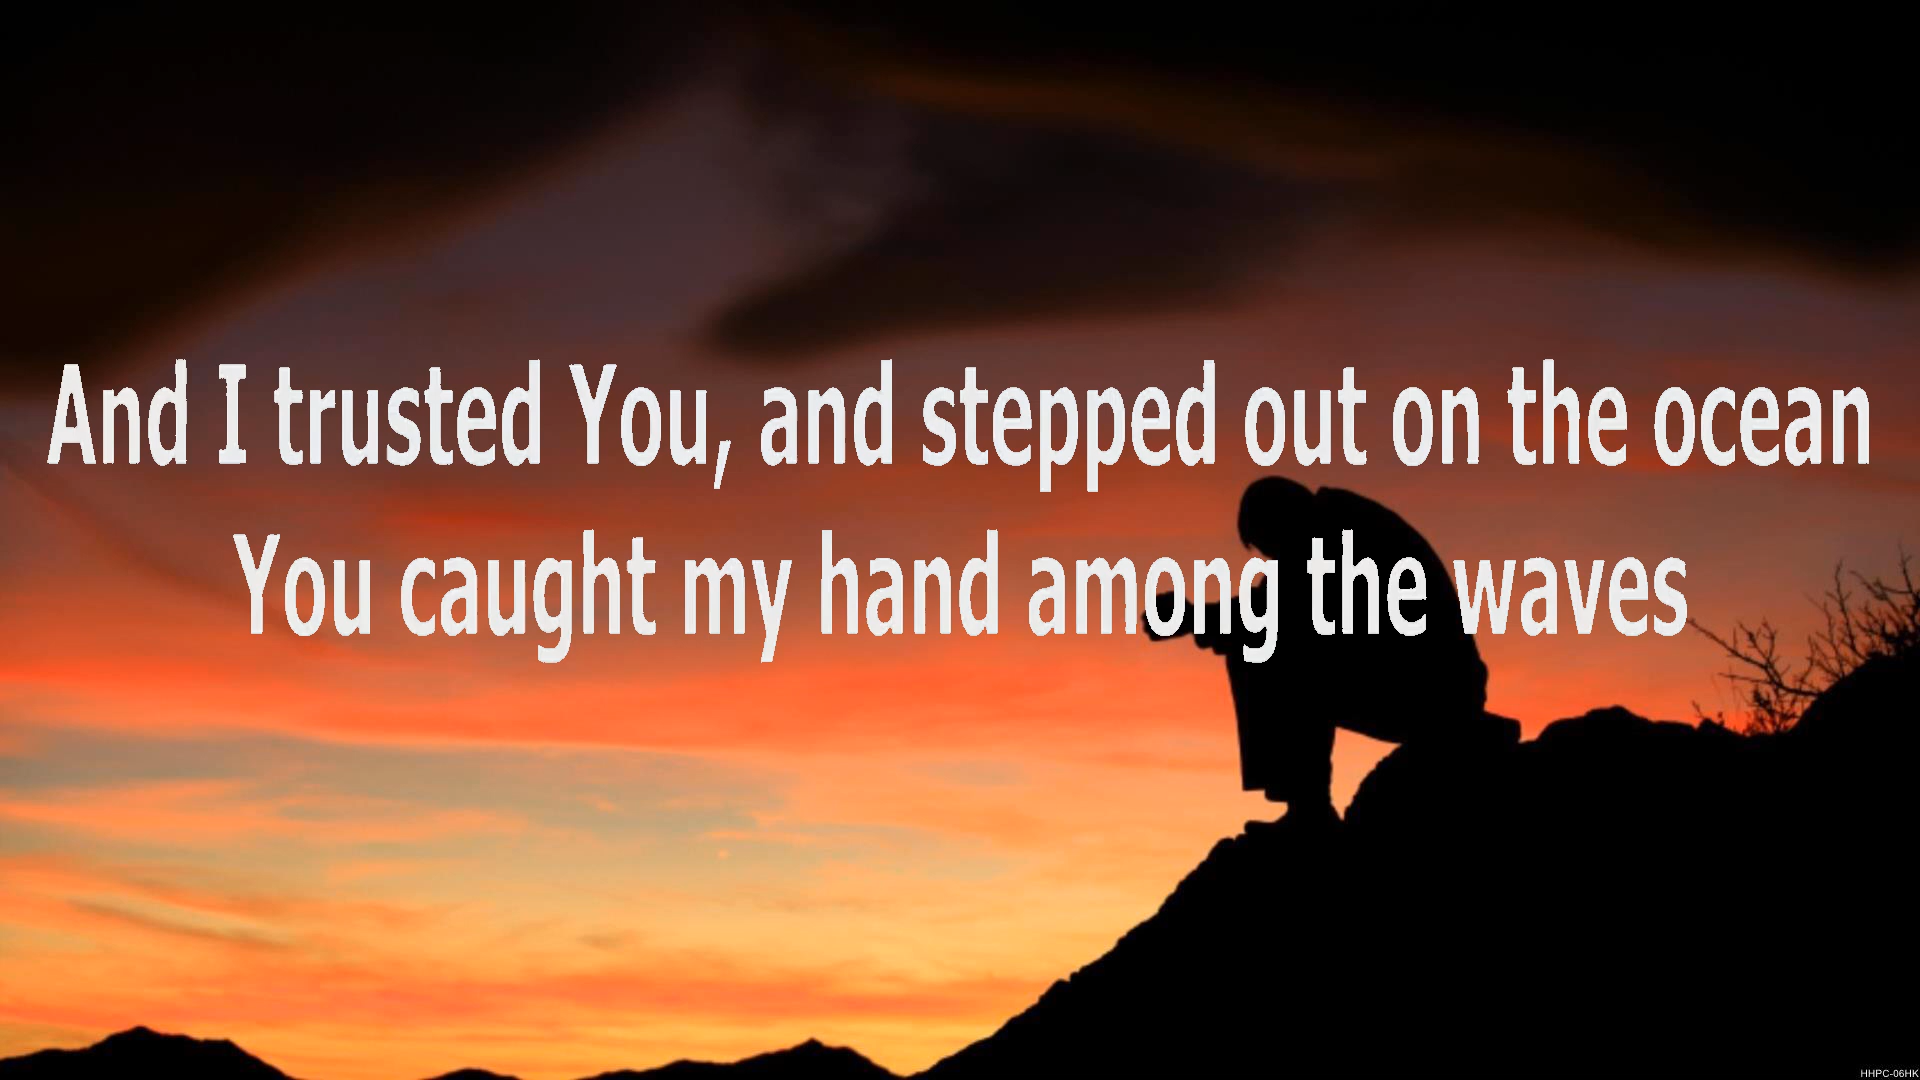 And I trusted You, and stepped out on the ocean
You caught my hand among the waves
HHPC-06HK